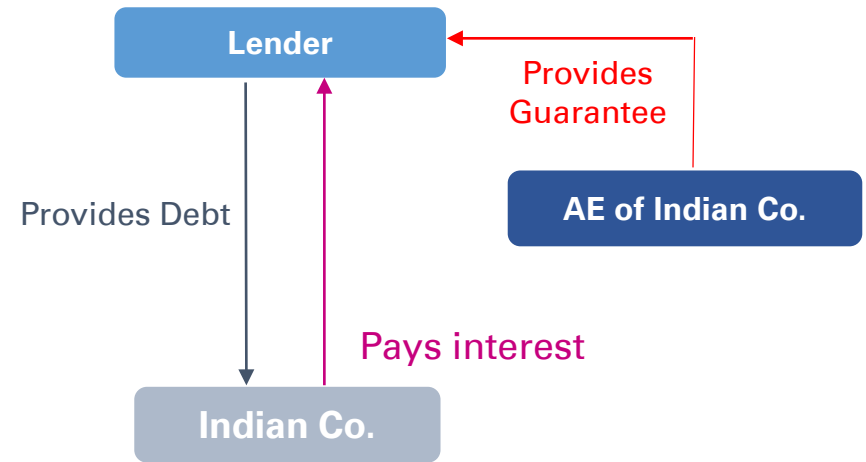 Lender
Provides
Guarantee
Provides Debt
AE of Indian Co.
Pays interest
Indian Co.